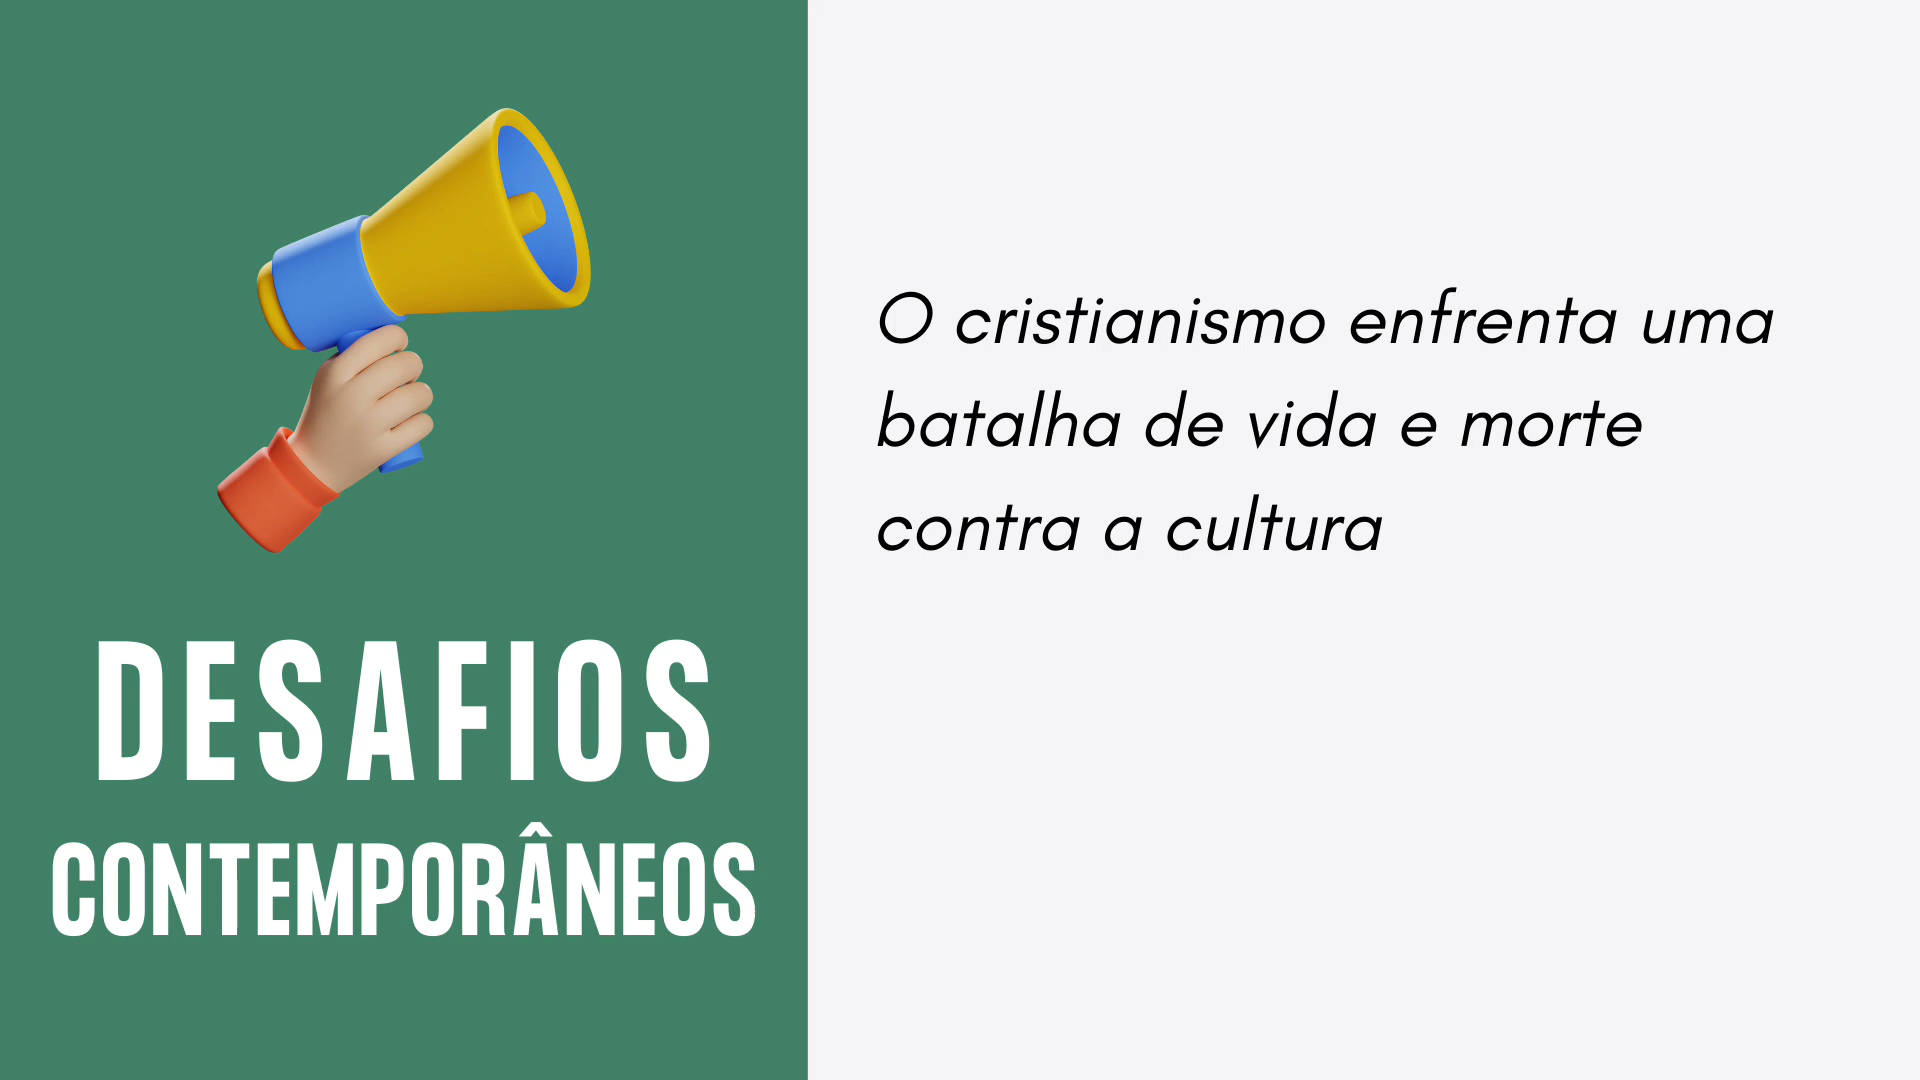 DESAFIOS
CONTEMPORÂNEOS
O cristianismo enfrenta uma
batalha de vida e morte
contra a cultura